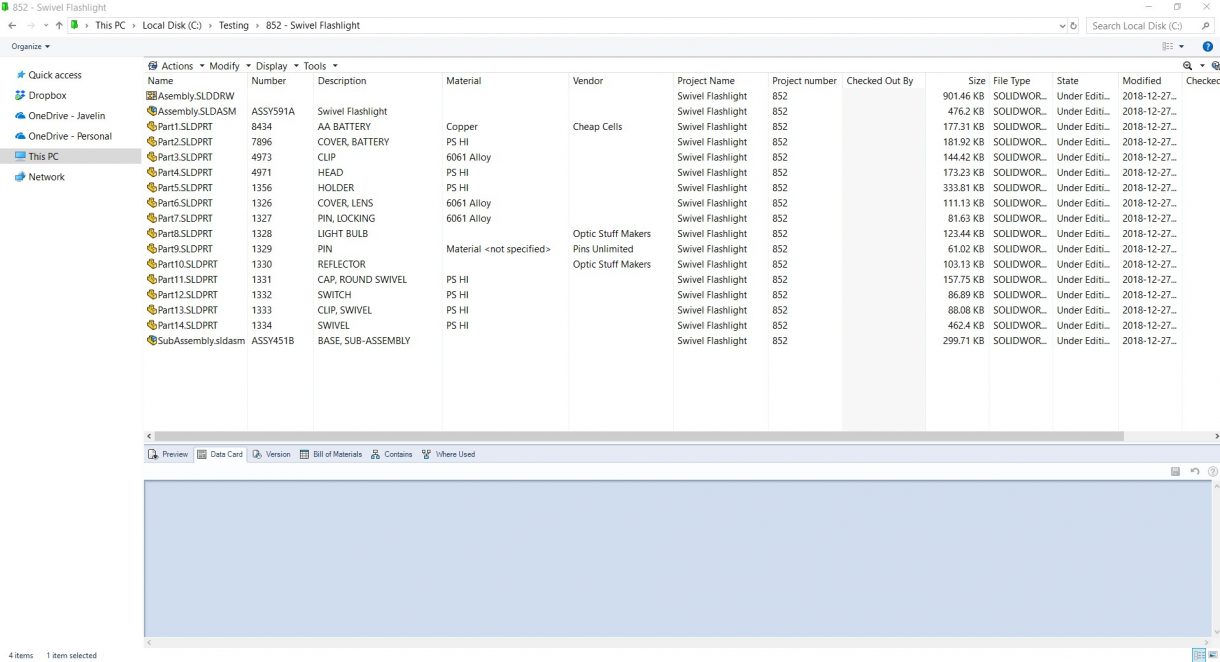 852 - Swivel Flashlight
This PC › Local Disk (C:) › Testing › 852 - Swivel Flashlight Search Local Disk (C:)
Organize
Quick access
Dropbox
OneDrive - Javelin
OneDrive - Personal
This PC
Network
Actions Modify Display Tools
Name Number Description Material Vendor Project Name Project number Checked Out By Size File Type State Modified Checked
Asembly.SLDDRW Swivel Flashlight 852 901.46 KB SOLIDWOR... Under Editi... 2018-12-27...
Assembly.SLDASM ASSY591A Swivel Flashlight Swivel Flashlight 852 476.2 KB SOLIDWOR... Under Editi... 2018-12-27...
Part1.SLDPRT 8434 AA BATTERY Copper Cheap Cells Swivel Flashlight 852 177.31 KB SOLIDWOR... Under Editi... 2018-12-27...
Part2.SLDPRT 7896 COVER, BATTERY PS HI Swivel Flashlight 852 181.92 KB SOLIDWOR... Under Editi... 2018-12-27...
Part3.SLDPRT 4973 CLIP 6061 Alloy Swivel Flashlight 852 144.42 KB SOLIDWOR... Under Editi... 2018-12-27...
Part4.SLDPRT 4971 HEAD PS HI Swivel Flashlight 852 173.23 KB SOLIDWOR... Under Editi... 2018-12-27...
Part5.SLDPRT 1356 HOLDER PS HI Swivel Flashlight 852 333.81 KB SOLIDWOR... Under Editi... 2018-12-27...
Part6.SLDPRT 1326 COVER, LENS 6061 Alloy Swivel Flashlight 852 111.13 KB SOLIDWOR... Under Editi... 2018-12-27...
Part7.SLDPRT 1327 PIN, LOCKING 6061 Alloy Swivel Flashlight 852 81.63 KB SOLIDWOR... Under Editi... 2018-12-27...
Part8.SLDPRT 1328 LIGHT BULB Optic Stuff Makers Swivel Flashlight 852 123.44 KB SOLIDWOR... Under Editi... 2018-12-27...
Part9.SLDPRT 1329 PIN Material <not specified> Pins Unlimited Swivel Flashlight 852 61.02 KB SOLIDWOR... Under Editi... 2018-12-27...
Part10.SLDPRT 1330 REFLECTOR Optic Stuff Makers Swivel Flashlight 852 103.13 KB SOLIDWOR... Under Editi... 2018-12-27...
Part11.SLDPRT 1331 CAP, ROUND SWIVEL PS HI Swivel Flashlight 852 157.75 KB SOLIDWOR... Under Editi... 2018-12-27...
Part12.SLDPRT 1332 SWITCH PS HI Swivel Flashlight 852 86.89 KB SOLIDWOR... Under Editi... 2018-12-27...
Part13.SLDPRT 1333 CLIP, SWIVEL PS HI Swivel Flashlight 852 88.08 KB SOLIDWOR... Under Editi... 2018-12-27...
Part14.SLDPRT 1334 SWIVEL PS HI Swivel Flashlight 852 462.4 KB SOLIDWOR... Under Editi... 2018-12-27...
SubAssembly.sldasm ASSY451B BASE, SUB-ASSEMBLY Swivel Flashlight 852 299.71 KB SOLIDWOR... Under Editi... 2018-12-27...
Preview Data Card Version Bill of Materials Contains Where Used
4 items 1 item selected